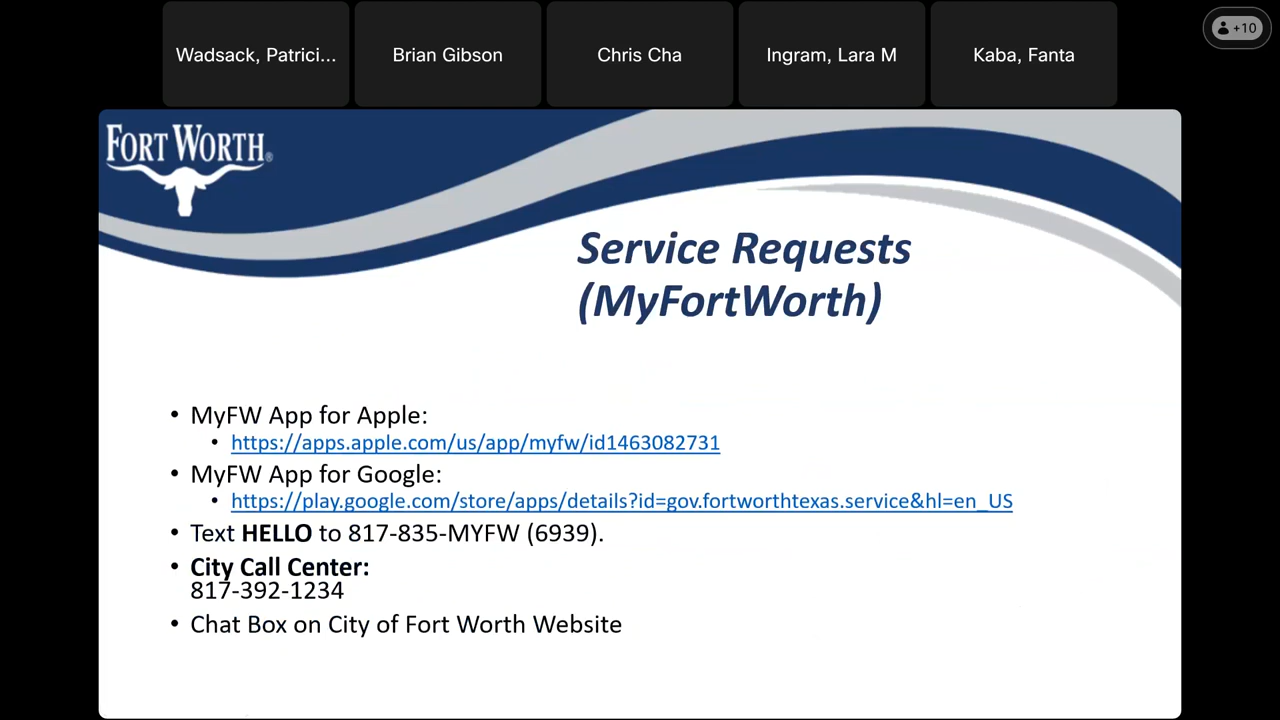 Wadsack, Patrici...
Brian Gibson
Chris Cha
Ingram, Lara M
Kaba, Fanta
+10
FORT WORTH®
Service Requests
(MyFortWorth)
• MyFW App for Apple:
• https://apps.apple.com/us/app/myfw/id1463082731
• MyFW App for Google:
• https://play.google.com/store/apps/details?id=gov.fortworthtexas.service&hl=en_US
• Text HELLO to 817-835-MYFW (6939).
• City Call Center:
817-392-1234
• Chat Box on City of Fort Worth Website